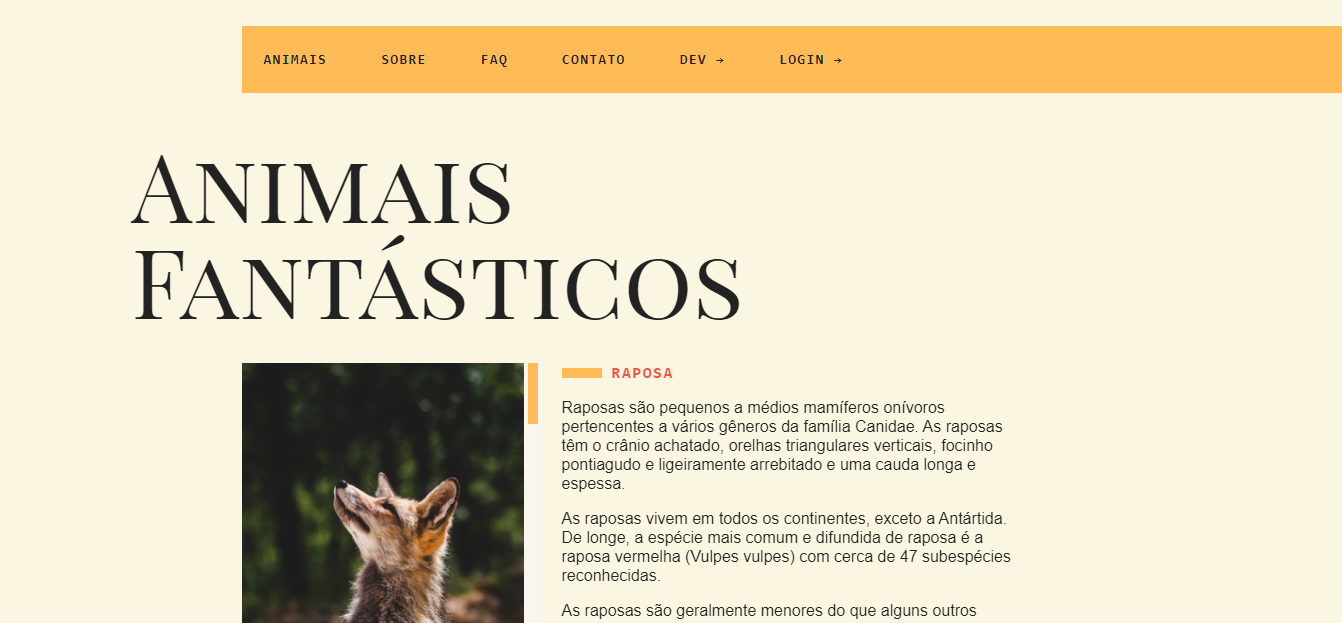 ANIMAIS SOBRE FAQ CONTATO DEV → LOGIN →
ANIMAIS
FANTÁSTICOS
RAPOSA
Raposas são pequenos a médios mamíferos onívoros
pertencentes a vários gêneros da família Canidae. As raposas
têm o crânio achatado, orelhas triangulares verticais, focinho
pontiagudo e ligeiramente arrebitado e uma cauda longa e
espessa.
As raposas vivem em todos os continentes, exceto a Antártida.
De longe, a espécie mais comum e difundida de raposa é a
raposa vermelha (Vulpes vulpes) com cerca de 47 subespécies
reconhecidas.
As raposas são geralmente menores do que alguns outros